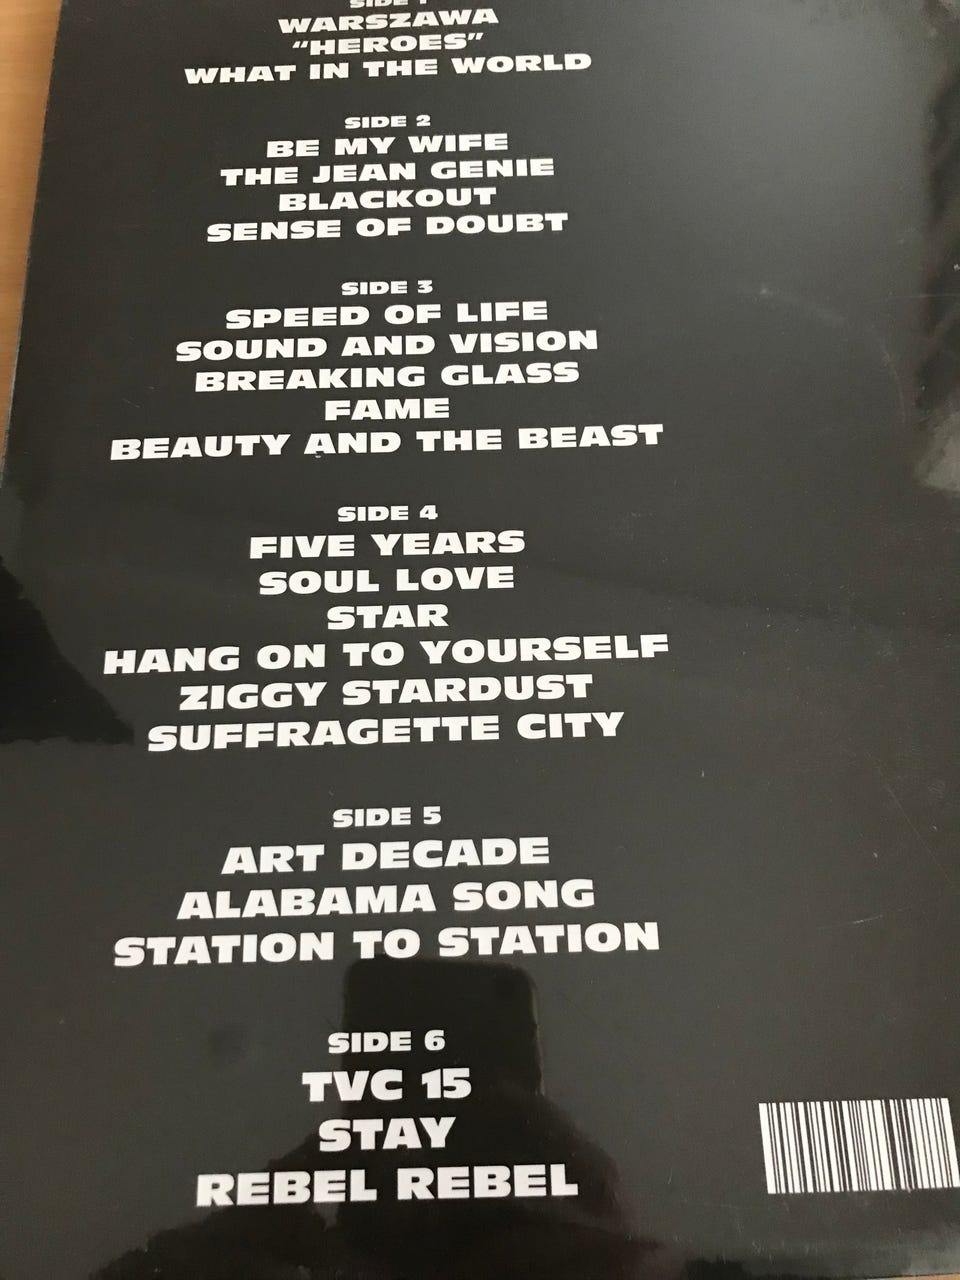 SIDE 1
WARSZAWA
“HEROES”
WHAT IN THE WORLD
SIDE 2
BE MY WIFE
THE JEAN GENIE
BLACKOUT
SENSE OF DOUBT
SIDE 3
SPEED OF LIFE
SOUND AND VISION
BREAKING GLASS
FAME
BEAUTY AND THE BEAST
SIDE 4
FIVE YEARS
SOUL LOVE
STAR
HANG ON TO YOURSELF
ZIGGY STARDUST
SUFFRAGETTE CITY
SIDE 5
ART DECADE
ALABAMA SONG
STATION TO STATION
SIDE 6
TVC 15
STAY
REBEL REBEL